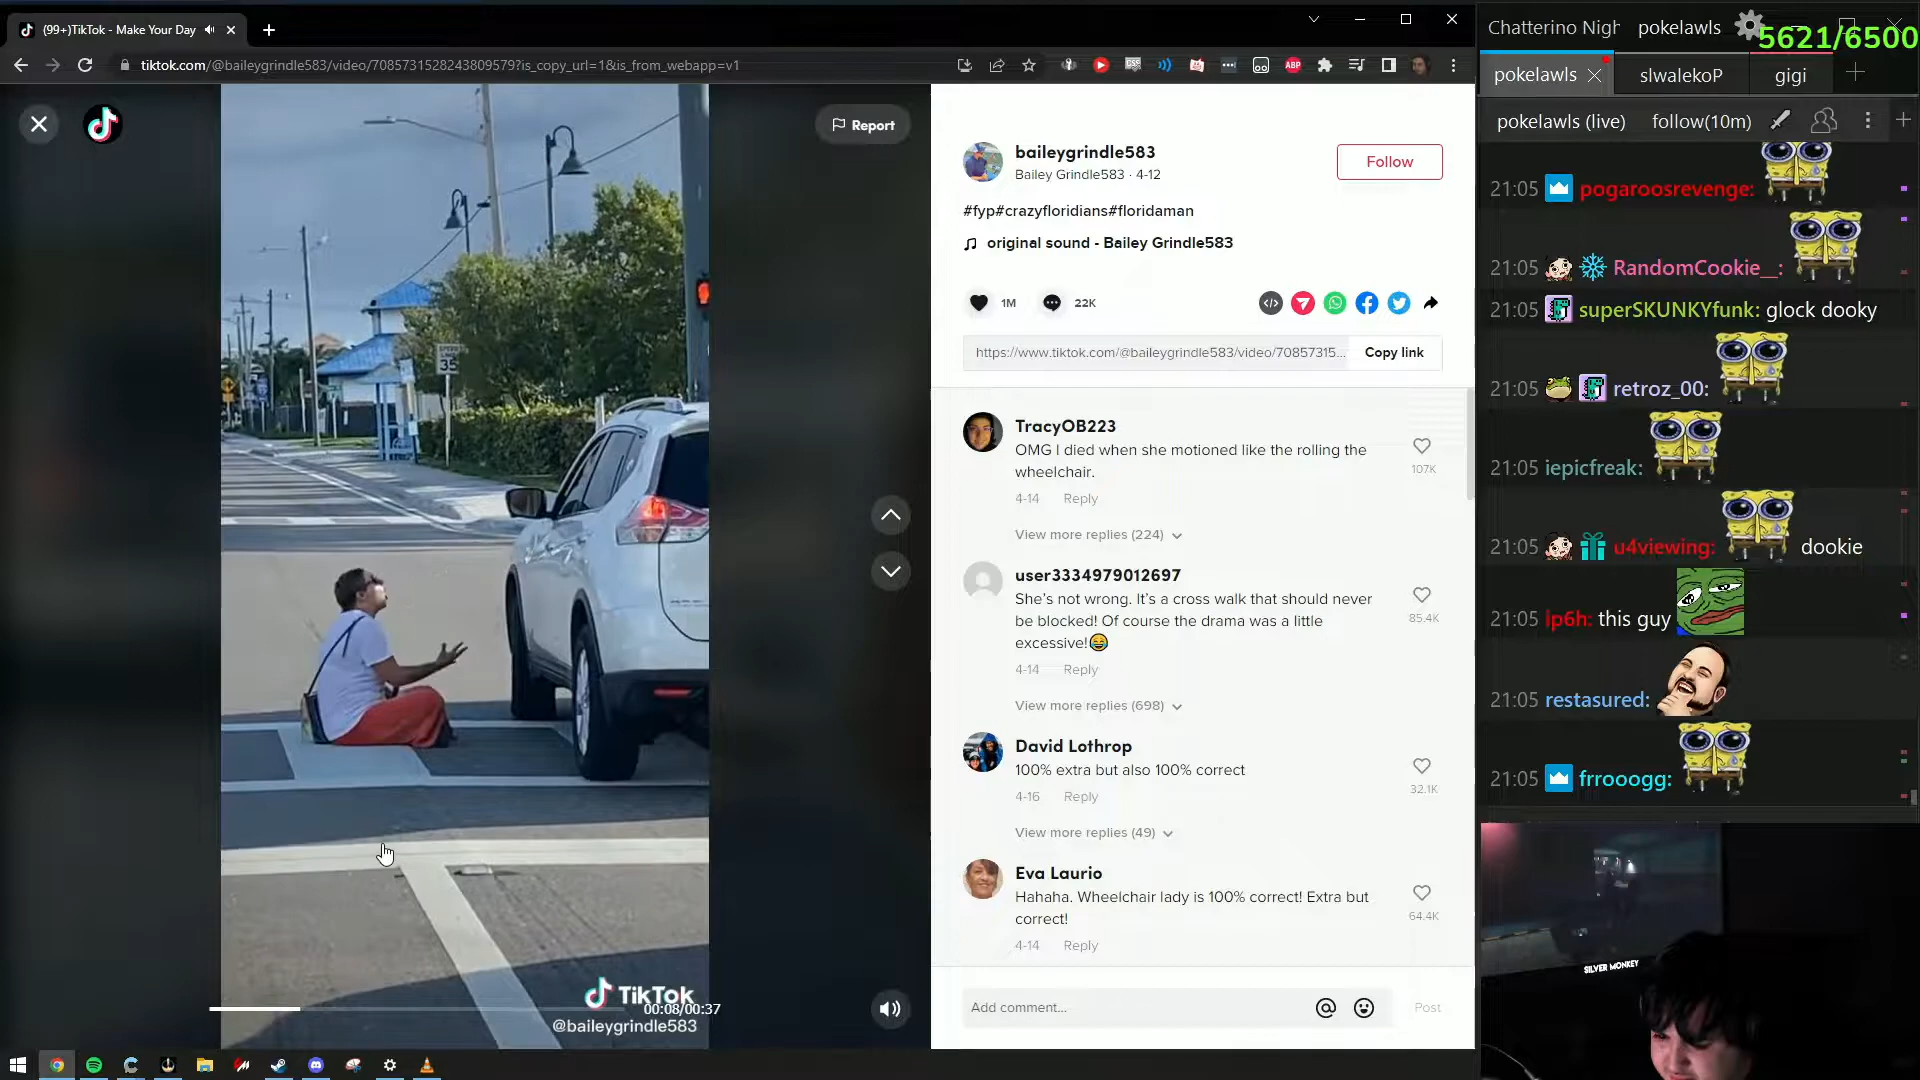 (99+)TikTok - Make Your Day
tiktok.com/@baileygrindle583/video/7085731528243809579?is_copy_url=1&is_from_webapp=v1
Report
SPEED
35
TikTok
00:08/00:37
@baileygrindle583
baileygrindle583
Bailey Grindle583 · 4-12
Follow
#fyp#crazyfloridians#floridaman
original sound - Bailey Grindle583
1M
22K
https://www.tiktok.com/@baileygrindle583/video/70857315...
Copy link
TracyOB223
OMG I died when she motioned like the rolling the
wheelchair.
107K
4-14 Reply
View more replies (224)
user3334979012697
She's not wrong. It's a cross walk that should never
be blocked! Of course the drama was a little
excessive!😂
85.4K
4-14 Reply
View more replies (698)
David Lothrop
100% extra but also 100% correct
32.1K
4-16 Reply
View more replies (49)
Eva Laurio
Hahaha. Wheelchair lady is 100% correct! Extra but
correct!
64.4K
4-14 Reply
Add comment...
Post
Chatterino Nigh
pokelawls
5621/6500
pokelawls
slwalekoP
gigi
pokelawls (live)
follow(10m)
21:05 pogaroosrevenge:
21:05 RandomCookie__:
21:05 superSKUNKYfunk: glock dooky
21:05 retroz_00:
21:05 iepicfreak:
21:05 u4viewing: dookie
21:05 lp6h: this guy
21:05 restasured:
21:05 frrooogg:
SILVER MONKEY